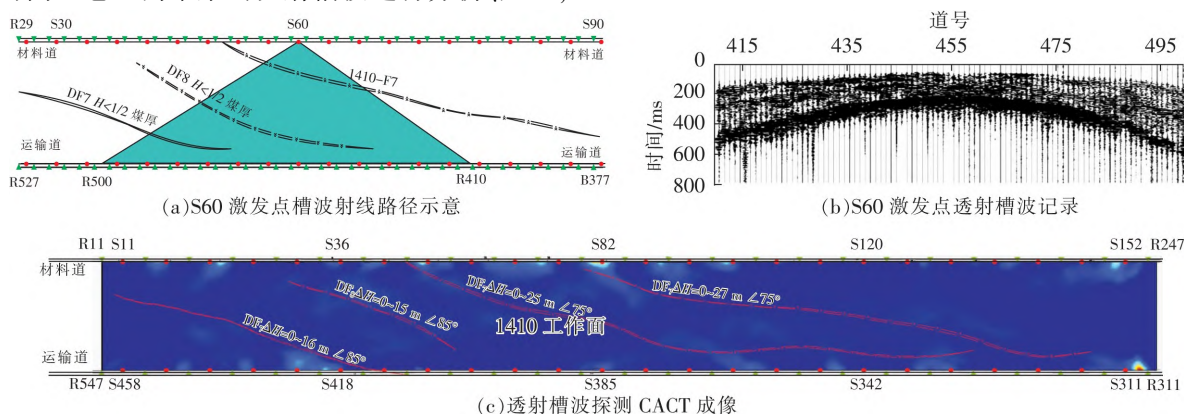 R29 S30 S60 S90
材料道 材料道
1410-F7
DF8 H<1/2 煤厚
DF7 H<1/2 煤厚
运输道 运输道
R527 R500 R410 B377
(a)S60 激发点槽波射线路径示意
道号
415 435 455 475 495
0
200
400
600
800
时间/ms
(b)S60 激发点透射槽波记录
R11 S11 S36 S82 S120 S152 R247
材料道
DF,ΔH=0~15 m ∠85°
DF,ΔH=0~25 m ∠75°
DF,ΔH=0~27 m ∠75°
1410 工作面
DF,ΔH=0~16 m ∠85°
运输道
R547 S458 S418 S385 S342 S311 R311
(c)透射槽波探测 CACT 成像